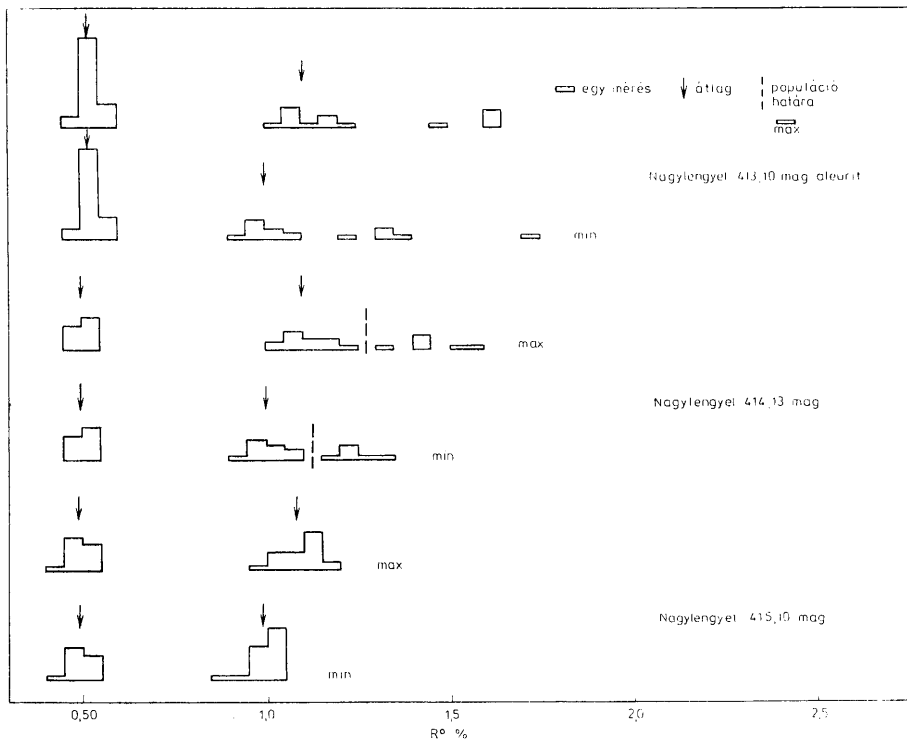 egy mérés
átlag
populáció
határa
max
Nagylengyel 413,10 mag aleurit
min
max
Nagylengyel 414,13 mag
min
max
Nagylengyel 415,10 mag
min
0,50 1,0 1,5 2,0 2,5
R° %